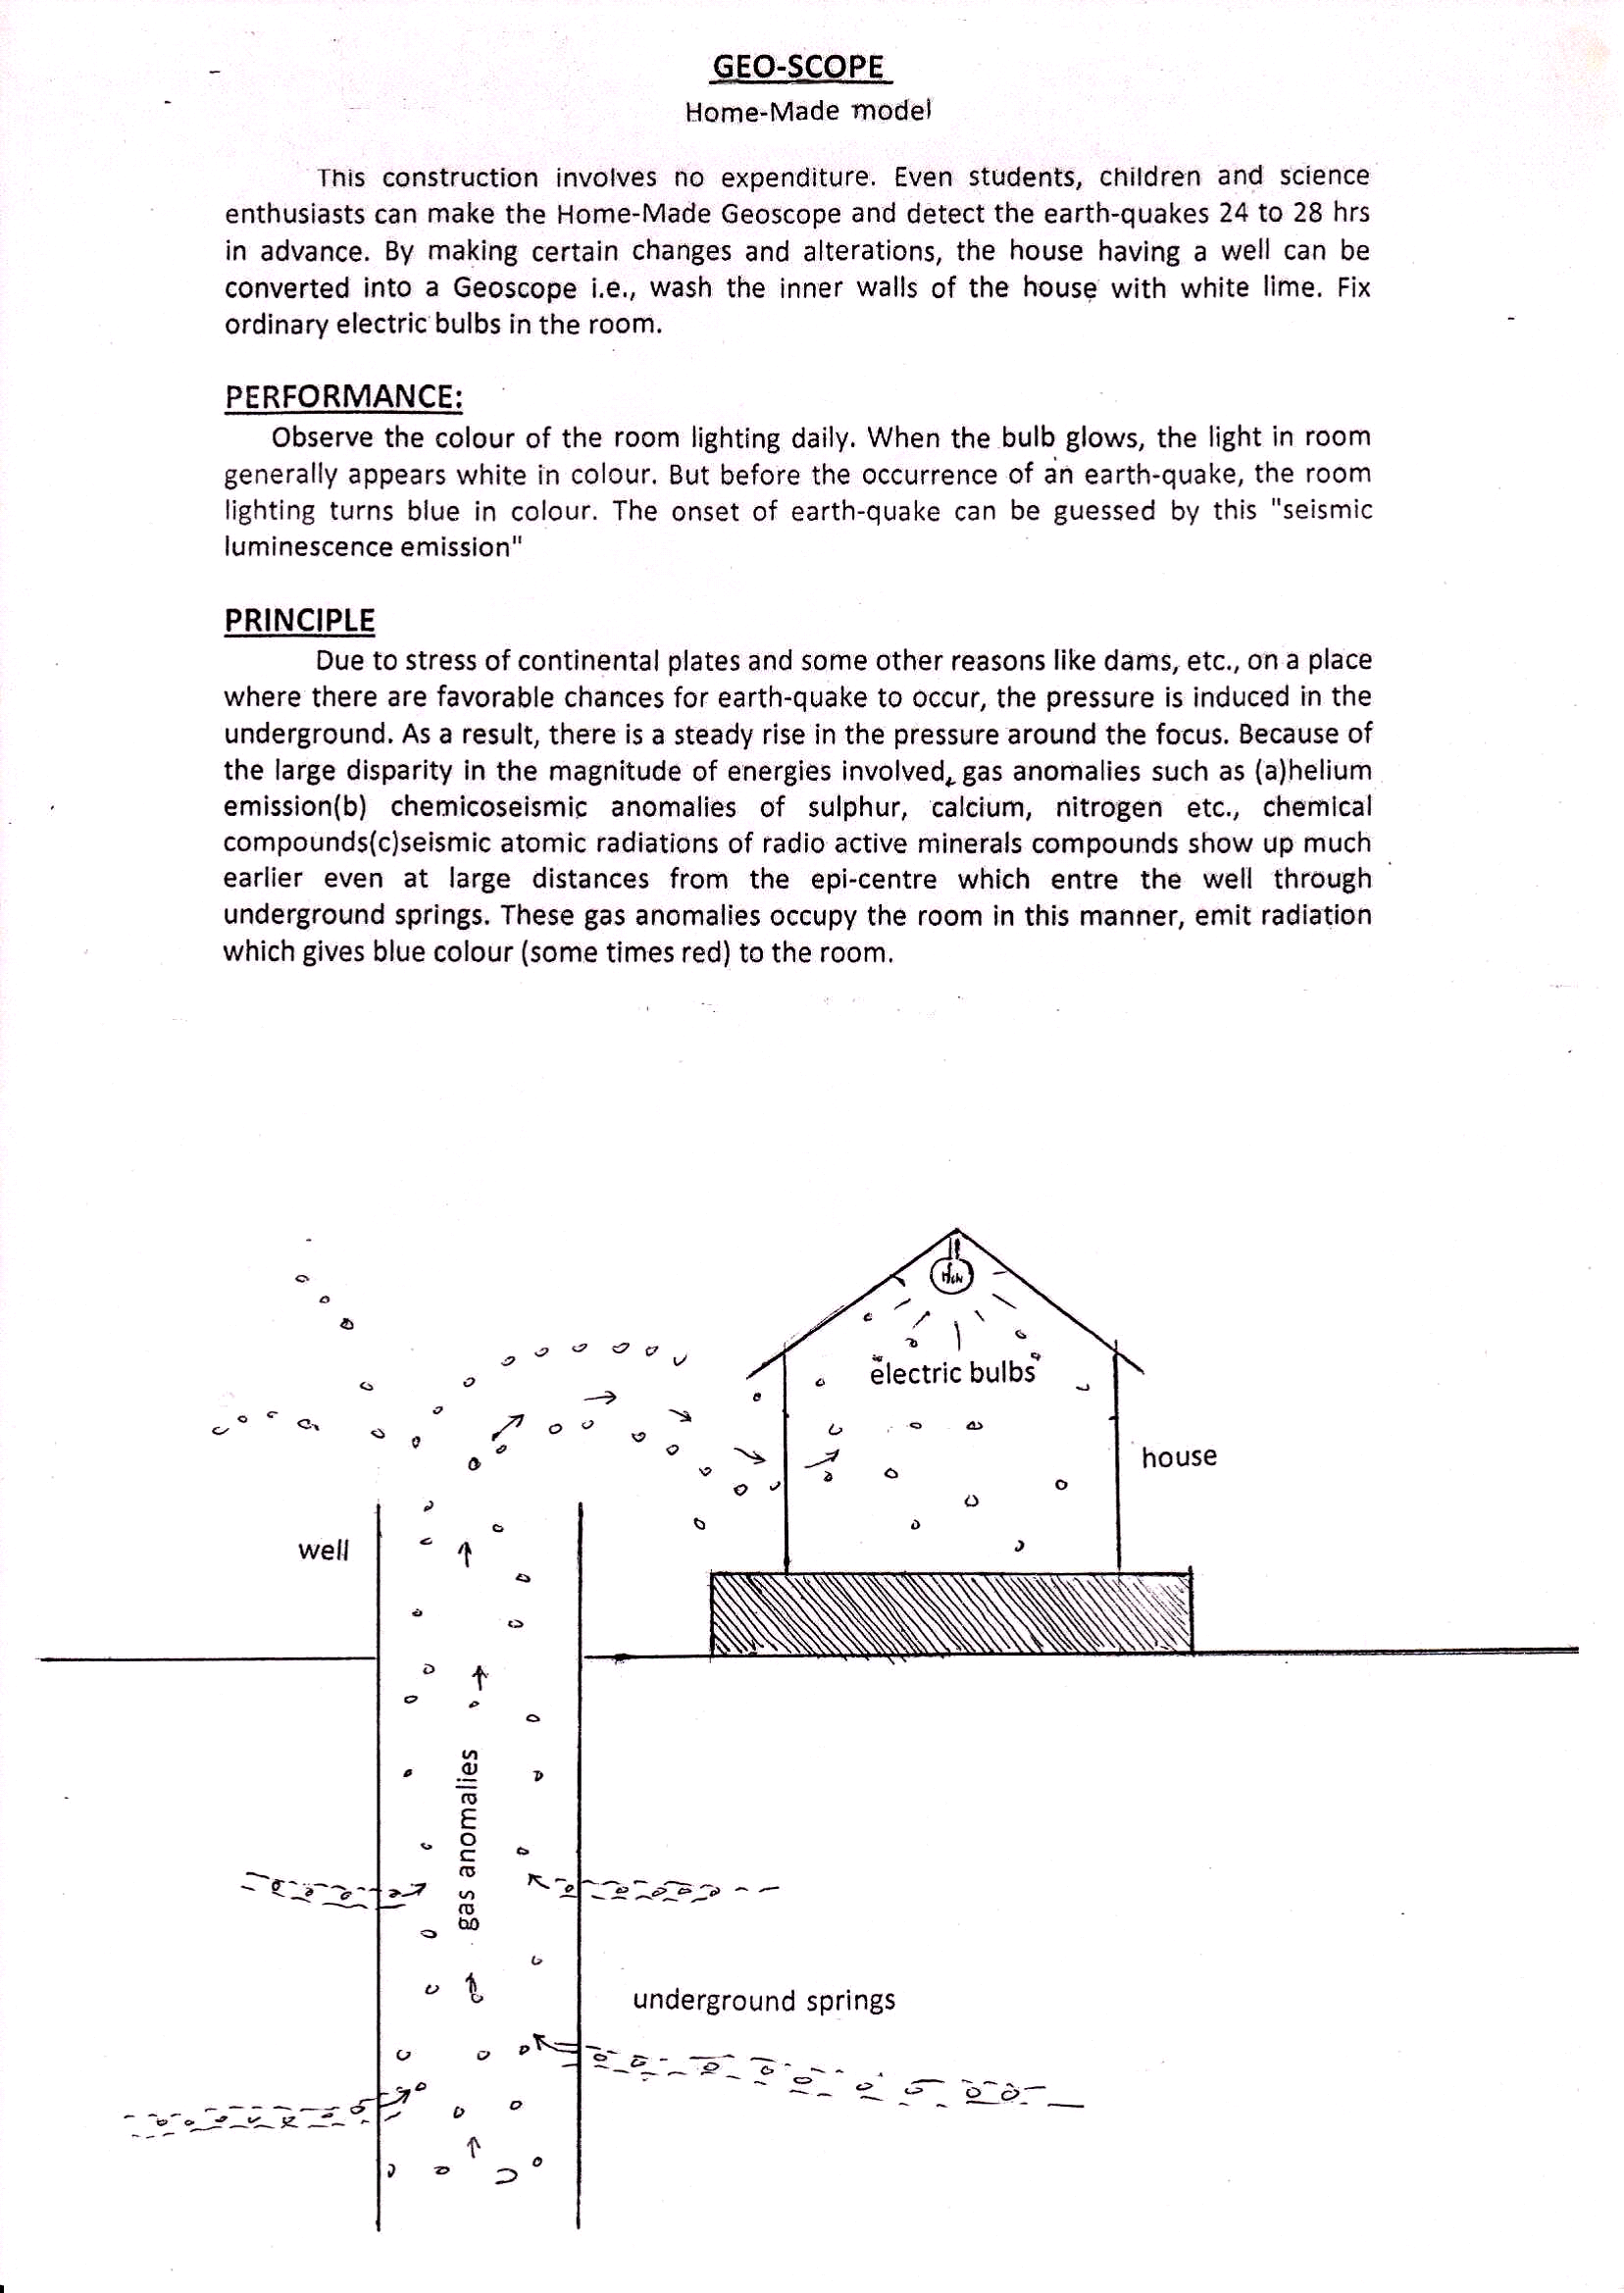 GEO-SCOPE
Home-Made model
This construction involves no expenditure. Even students, children and science
enthusiasts can make the Home-Made Geoscope and detect the earth-quakes 24 to 28 hrs
in advance. By making certain changes and alterations, the house having a well can be
converted into a Geoscope i.e., wash the inner walls of the house with white lime. Fix
ordinary electric bulbs in the room.
PERFORMANCE:
Observe the colour of the room lighting daily. When the bulb glows, the light in room
generally appears white in colour. But before the occurrence of an earth-quake, the room
lighting turns blue in colour. The onset of earth-quake can be guessed by this "seismic
luminescence emission"
PRINCIPLE
Due to stress of continental plates and some other reasons like dams, etc., on a place
where there are favorable chances for earth-quake to occur, the pressure is induced in the
underground. As a result, there is a steady rise in the pressure around the focus. Because of
the large disparity in the magnitude of energies involved, gas anomalies such as (a)helium
emission(b) chemicoseismic anomalies of sulphur, calcium, nitrogen etc., chemical
compounds(c)seismic atomic radiations of radio active minerals compounds show up much
earlier even at large distances from the epi-centre which entre the well through
underground springs. These gas anomalies occupy the room in this manner, emit radiation
which gives blue colour (some times red) to the room.
electric bulbs
house
well
gas anomalies
underground springs